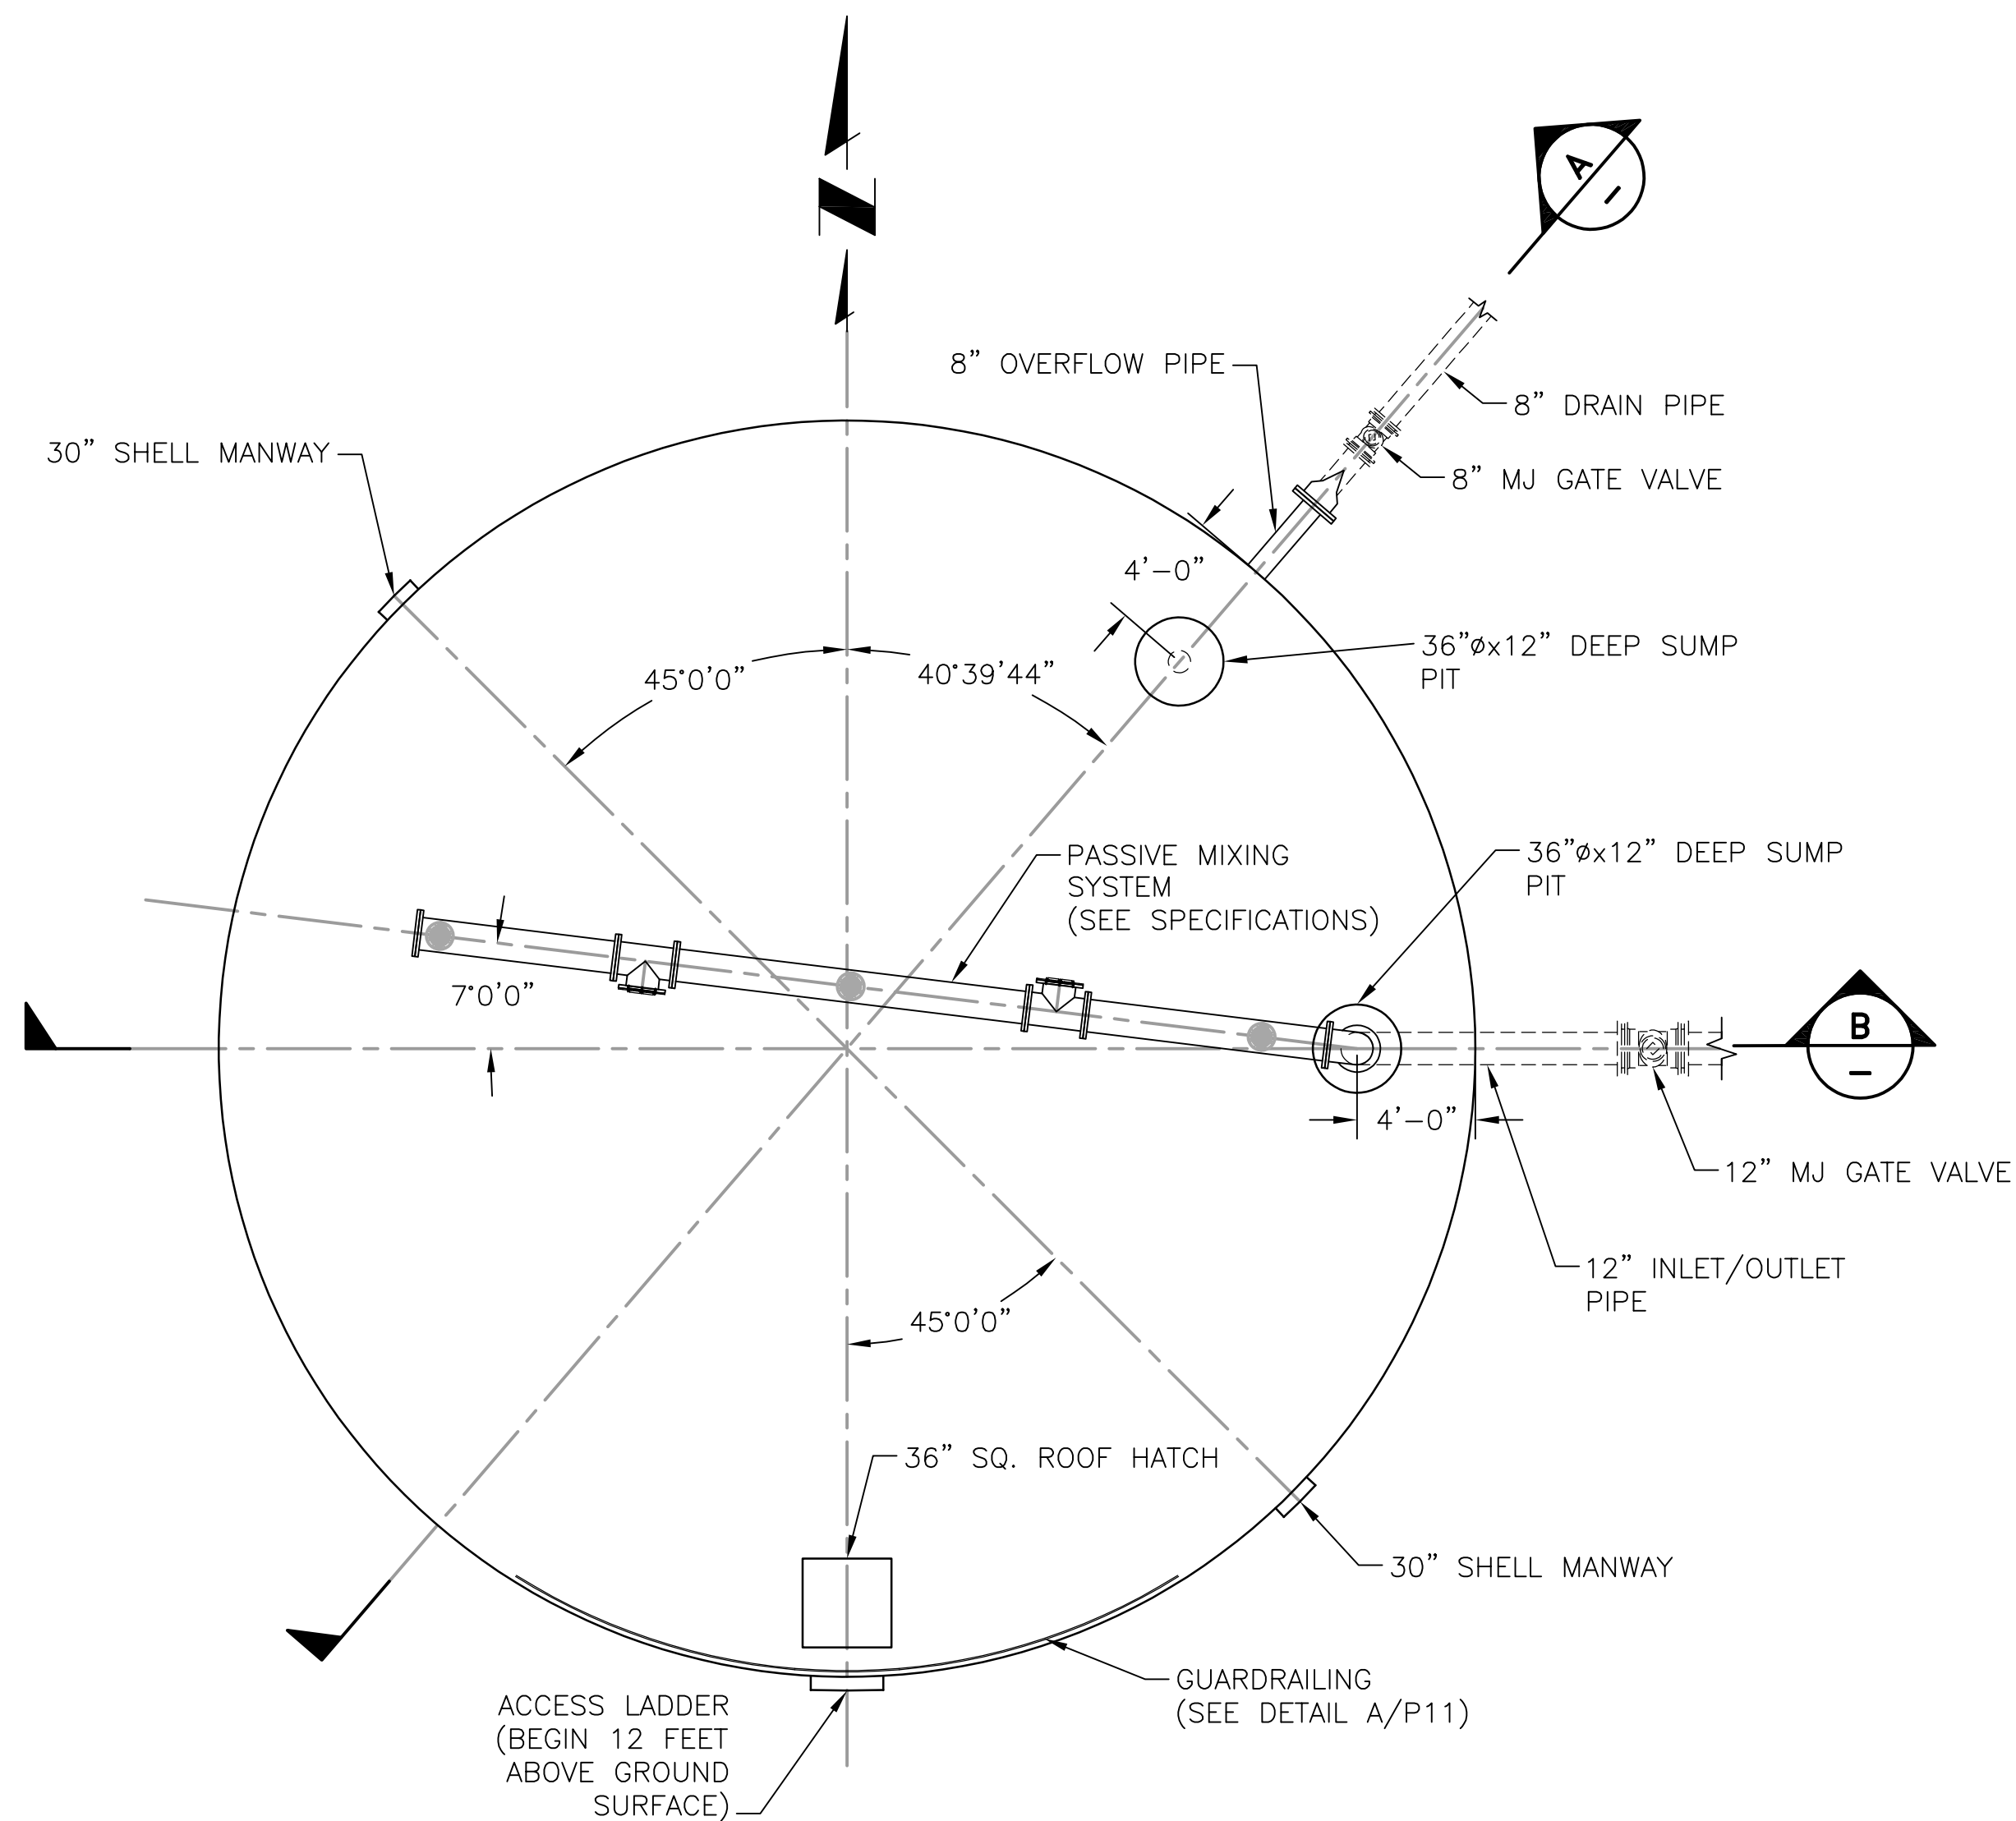 N
A
–
8” OVERFLOW PIPE
8” DRAIN PIPE
30” SHELL MANWAY
8” MJ GATE VALVE
4’–0”
36”øx12” DEEP SUMP
PIT
45°0’0”
40°39’44”
PASSIVE MIXING
SYSTEM
(SEE SPECIFICATIONS)
36”øx12” DEEP SUMP
PIT
7°0’0”
B
–
4’–0”
12” MJ GATE VALVE
12” INLET/OUTLET
PIPE
45°0’0”
36” SQ. ROOF HATCH
30” SHELL MANWAY
GUARDRAILING
(SEE DETAIL A/P11)
ACCESS LADDER
(BEGIN 12 FEET
ABOVE GROUND
SURFACE)